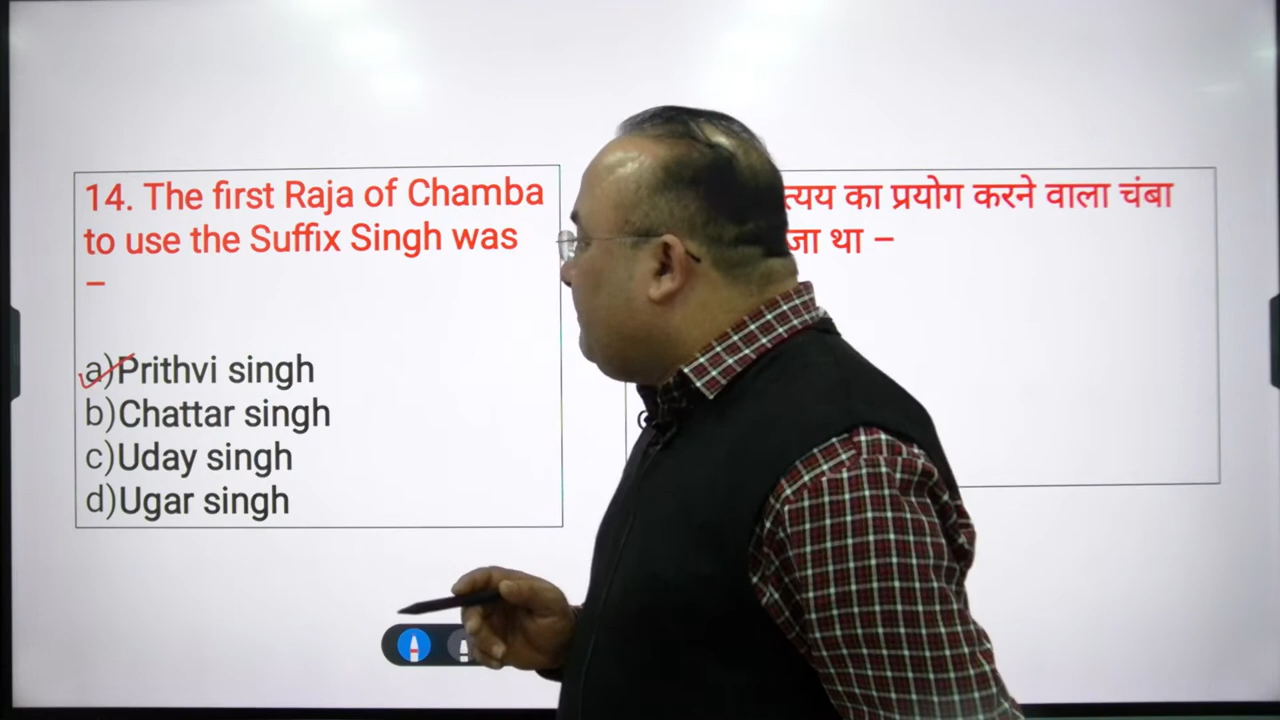 14. The first Raja of Chamba
to use the Suffix Singh was
–
a)Prithvi singh
b)Chattar singh
c)Uday singh
d)Ugar singh
का प्रयोग करने वाला चंबा
था –